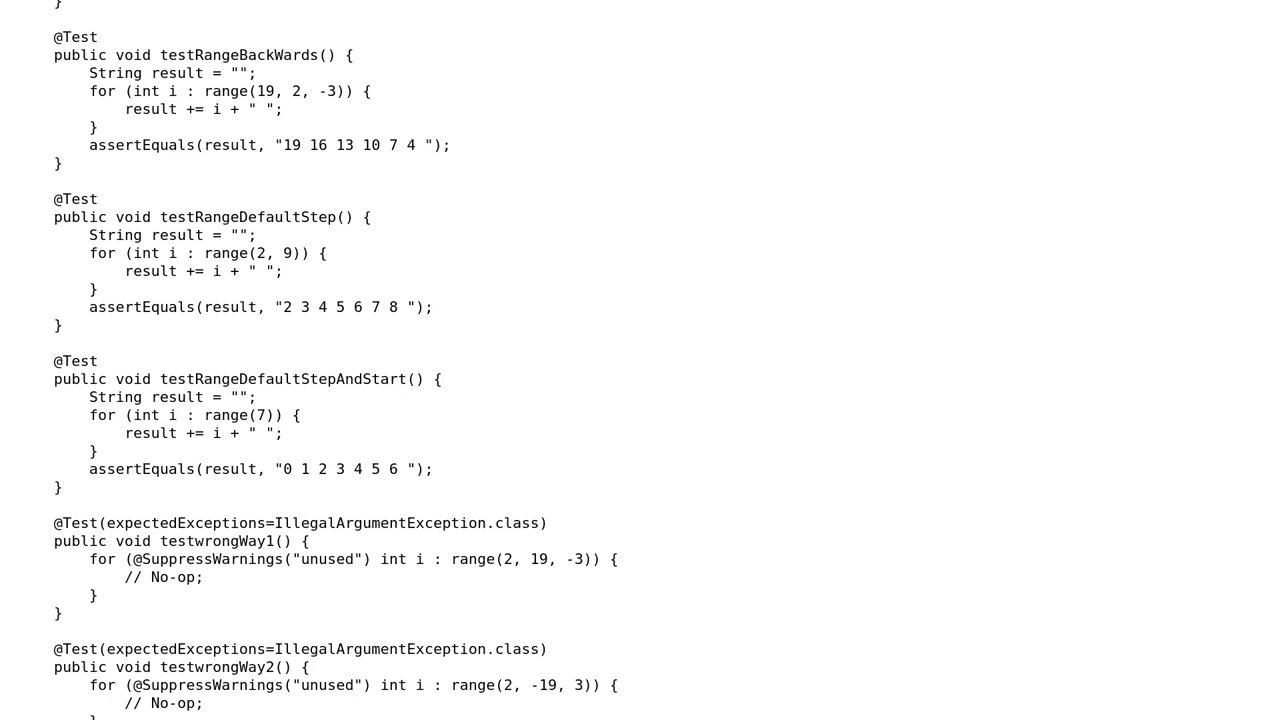 }
@Test
public void testRangeBackWards() {
String result = "";
for (int i : range(19, 2, -3)) {
result += i + " ";
}
assertEquals(result, "19 16 13 10 7 4 ");
}
@Test
public void testRangeDefaultStep() {
String result = "";
for (int i : range(2, 9)) {
result += i + " ";
}
assertEquals(result, "2 3 4 5 6 7 8 ");
}
@Test
public void testRangeDefaultStepAndStart() {
String result = "";
for (int i : range(7)) {
result += i + " ";
}
assertEquals(result, "0 1 2 3 4 5 6 ");
}
@Test(expectedExceptions=IllegalArgumentException.class)
public void testwrongWay1() {
for (@SuppressWarnings("unused") int i : range(2, 19, -3)) {
// No-op;
}
}
@Test(expectedExceptions=IllegalArgumentException.class)
public void testwrongWay2() {
for (@SuppressWarnings("unused") int i : range(2, -19, 3)) {
// No-op;
}